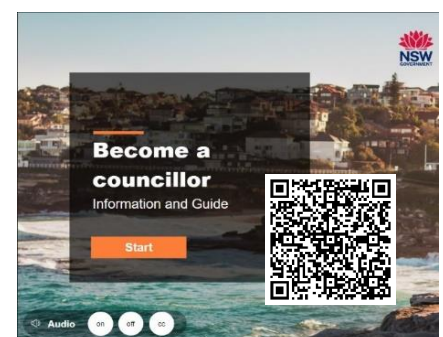 NSW
GOVERNMENT
Become a
councillor
Information and Guide
Start
Audio
on
off
cc